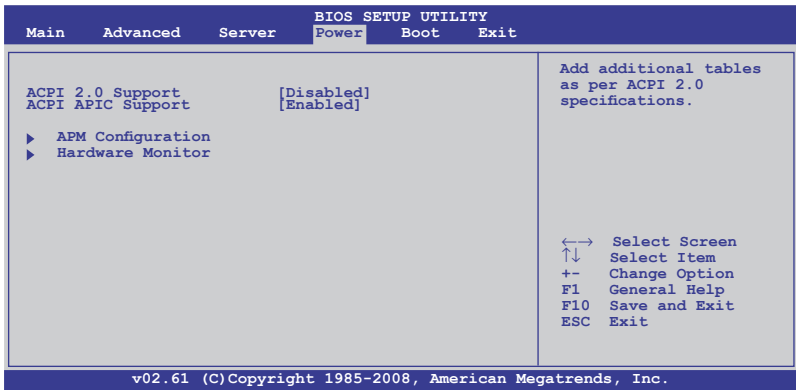 BIOS SETUP UTILITY
Main Advanced Server Power Boot Exit
ACPI 2.0 Support [Disabled]
ACPI APIC Support [Enabled]
APM Configuration
Hardware Monitor
Add additional tables
as per ACPI 2.0
specifications.
←→ Select Screen
↑↓ Select Item
+- Change Option
F1 General Help
F10 Save and Exit
ESC Exit
v02.61 (C)Copyright 1985-2008, American Megatrends, Inc.